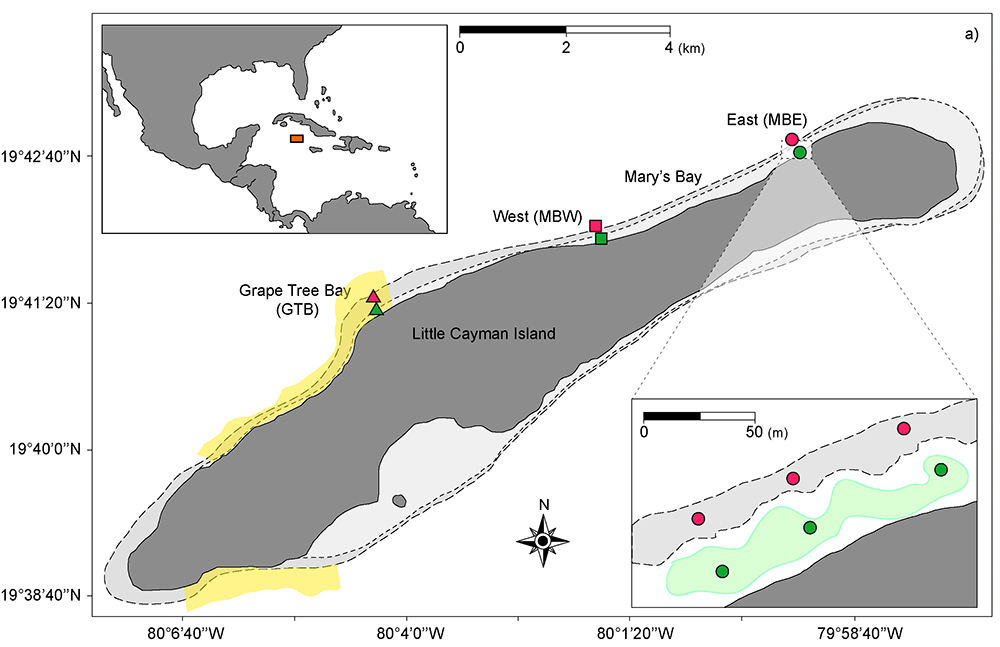 a)
0 2 4 (km)
East (MBE)
19°42'40''N
Mary's Bay
West (MBW)
Grape Tree Bay
(GTB)
19°41'20''N
Little Cayman Island
0 50 (m)
19°40'0''N
N
19°38'40''N
80°6'40''W 80°4'0''W 80°1'20''W 79°58'40''W